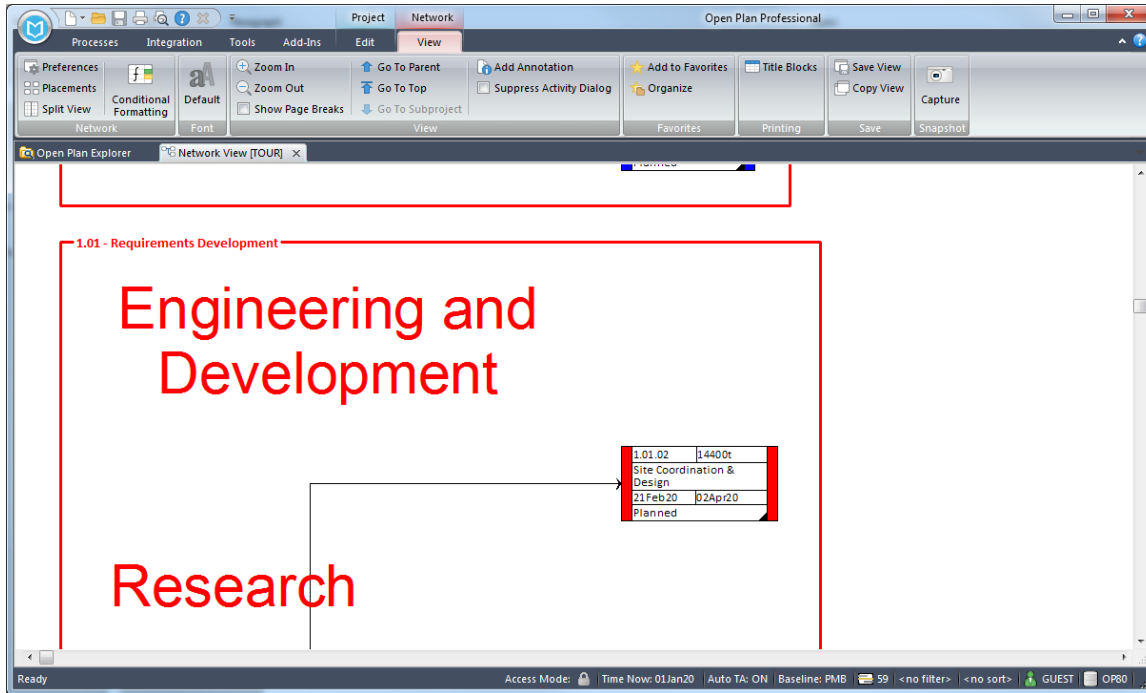 Project Network Open Plan Professional
Processes Integration Tools Add-Ins Edit View
Preferences
Placements
Split View
Conditional
Formatting
Network
Default
Font
Zoom In
Zoom Out
Show Page Breaks
Go To Parent
Go To Top
Go To Subproject
Add Annotation
Suppress Activity Dialog
View
Add to Favorites
Organize
Favorites
Title Blocks
Printing
Save View
Copy View
Save
Capture
Snapshot
Open Plan Explorer
Network View [TOUR]
Planned
1.01 - Requirements Development
Engineering and
Development
1.01.02 14400t
Site Coordination &
Design
21Feb20 02Apr20
Planned
Research
Ready Access Mode: Time Now: 01Jan20 Auto TA: ON Baseline: PMB 59 <no filter> <no sort> GUEST OP80